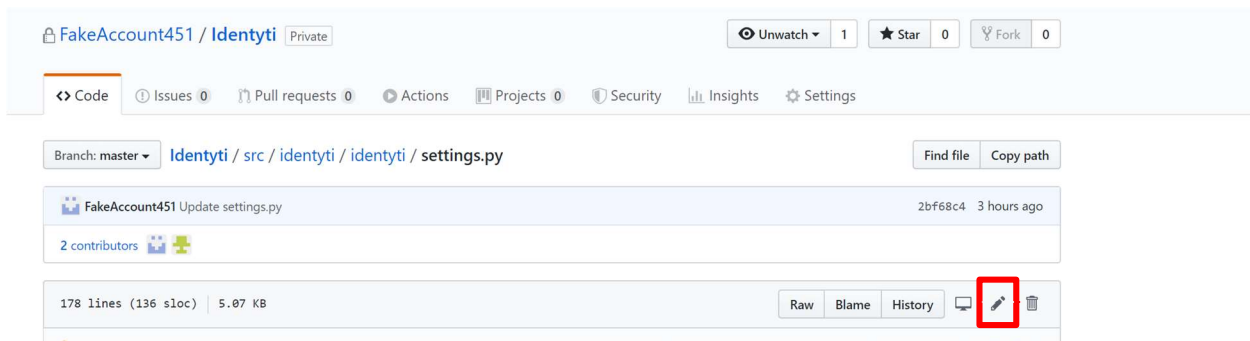 FakeAccount451 / Identyti Private Unwatch 1 Star 0 Fork 0
Code Issues 0 Pull requests 0 Actions Projects 0 Security Insights Settings
Branch: master Identyti / src / identyti / identyti / settings.py Find file Copy path
FakeAccount451 Update settings.py 2bf68c4 3 hours ago
2 contributors
178 lines (136 sloc) 5.07 KB Raw Blame History